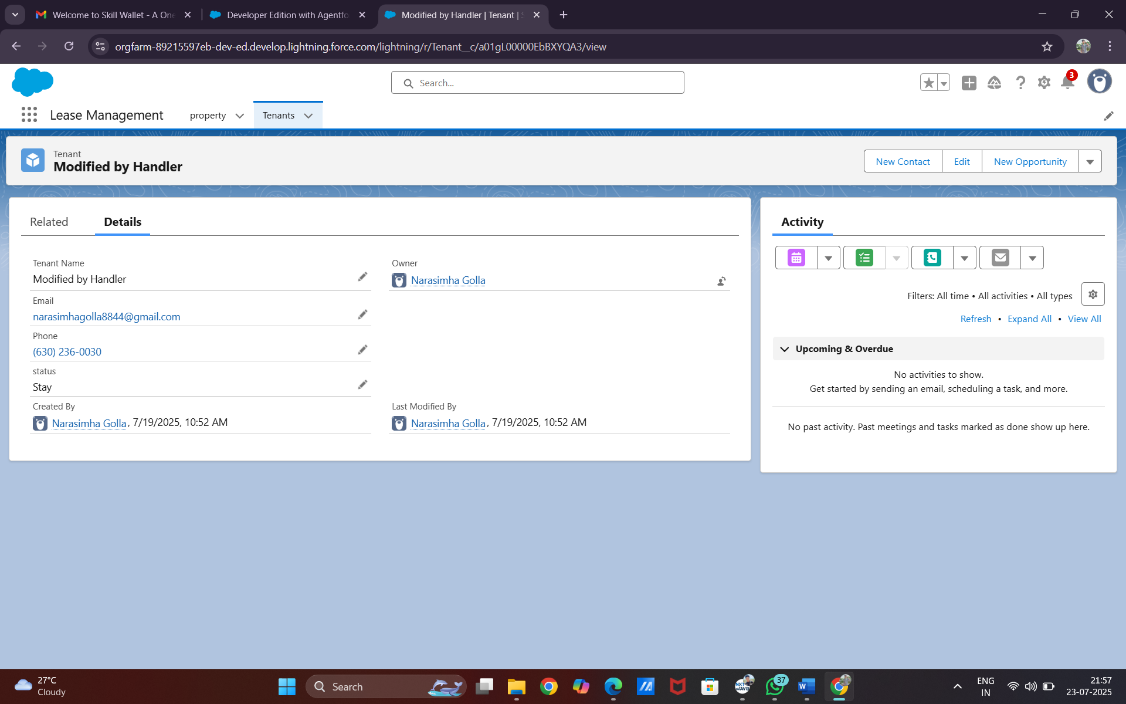 Welcome to Skill Wallet - A One
Developer Edition with Agentfo
Modified by Handler | Tenant |
orgfarm-89215597eb-dev-ed.develop.lightning.force.com/lightning/r/Tenant__c/a01gL00000EbBXYQA3/view
Search...
3
Lease Management
property
Tenants
Tenant
Modified by Handler
New Contact
Edit
New Opportunity
Related
Details
Activity
Tenant Name
Modified by Handler
Owner
Narasimha Golla
Email
narasimhagolla8844@gmail.com
Phone
(630) 236-0030
status
Stay
Created By
Narasimha Golla, 7/19/2025, 10:52 AM
Last Modified By
Narasimha Golla, 7/19/2025, 10:52 AM
Filters: All time • All activities • All types
Refresh • Expand All • View All
Upcoming & Overdue
No activities to show.
Get started by sending an email, scheduling a task, and more.
No past activity. Past meetings and tasks marked as done show up here.
27°C
Cloudy
Search
37
ENG
IN
21:57
23-07-2025